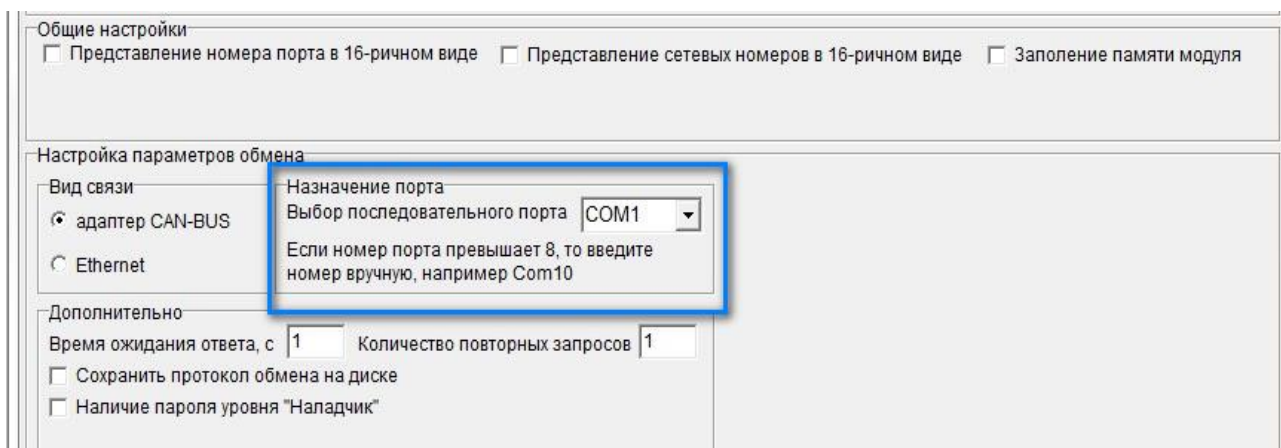 Общие настройки
Представление номера порта в 16-ричном виде Представление сетевых номеров в 16-ричном виде Заполение памяти модуля
Настройка параметров обмена
Вид связи
адаптер CAN-BUS
Ethernet
Назначение порта
Выбор последовательного порта COM1
Если номер порта превышает 8, то введите
номер вручную, например Com10
Дополнительно
Время ожидания ответа, с 1 Количество повторных запросов 1
Сохранить протокол обмена на диске
Наличие пароля уровня "Наладчик"